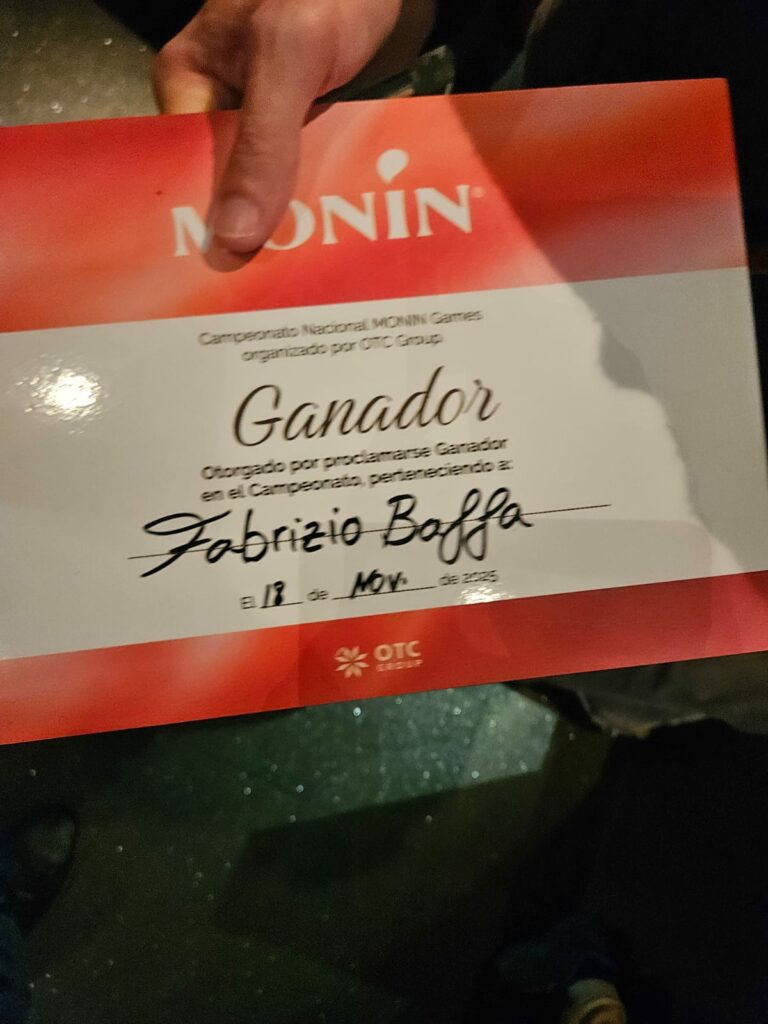 MONIN®
Campeonato Nacional MONIN Games
organizado por OTC Group.
Ganador
Otorgado por proclamarse Ganador
en el Campeonato, perteneciendo a:
Fabrizio Baffa
El 18 de NOV. de 2025
OTC
GROUP